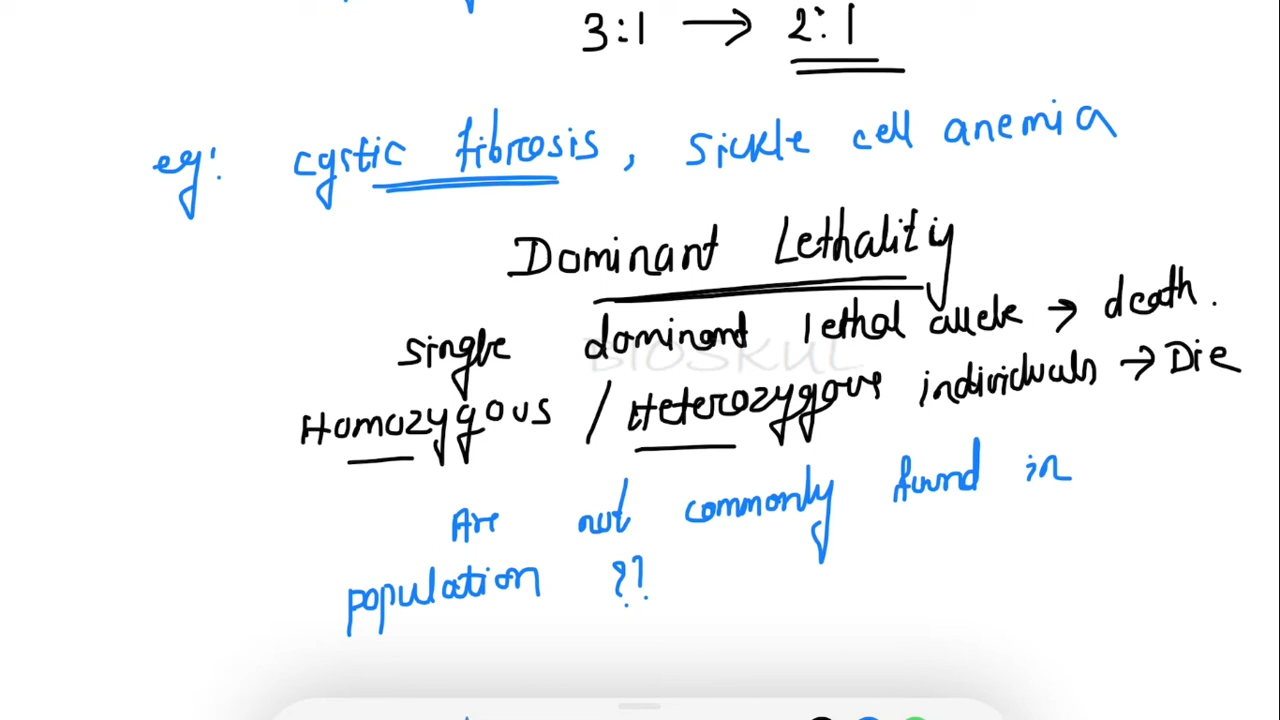 3:1 → 2:1
eg: cystic fibrosis, sickle cell anemia
Dominant Lethality
single dominant lethal allele → death.
BIOSKUL
Homozygous / Heterozygous individuals → Die
Are not commonly found in
population ??